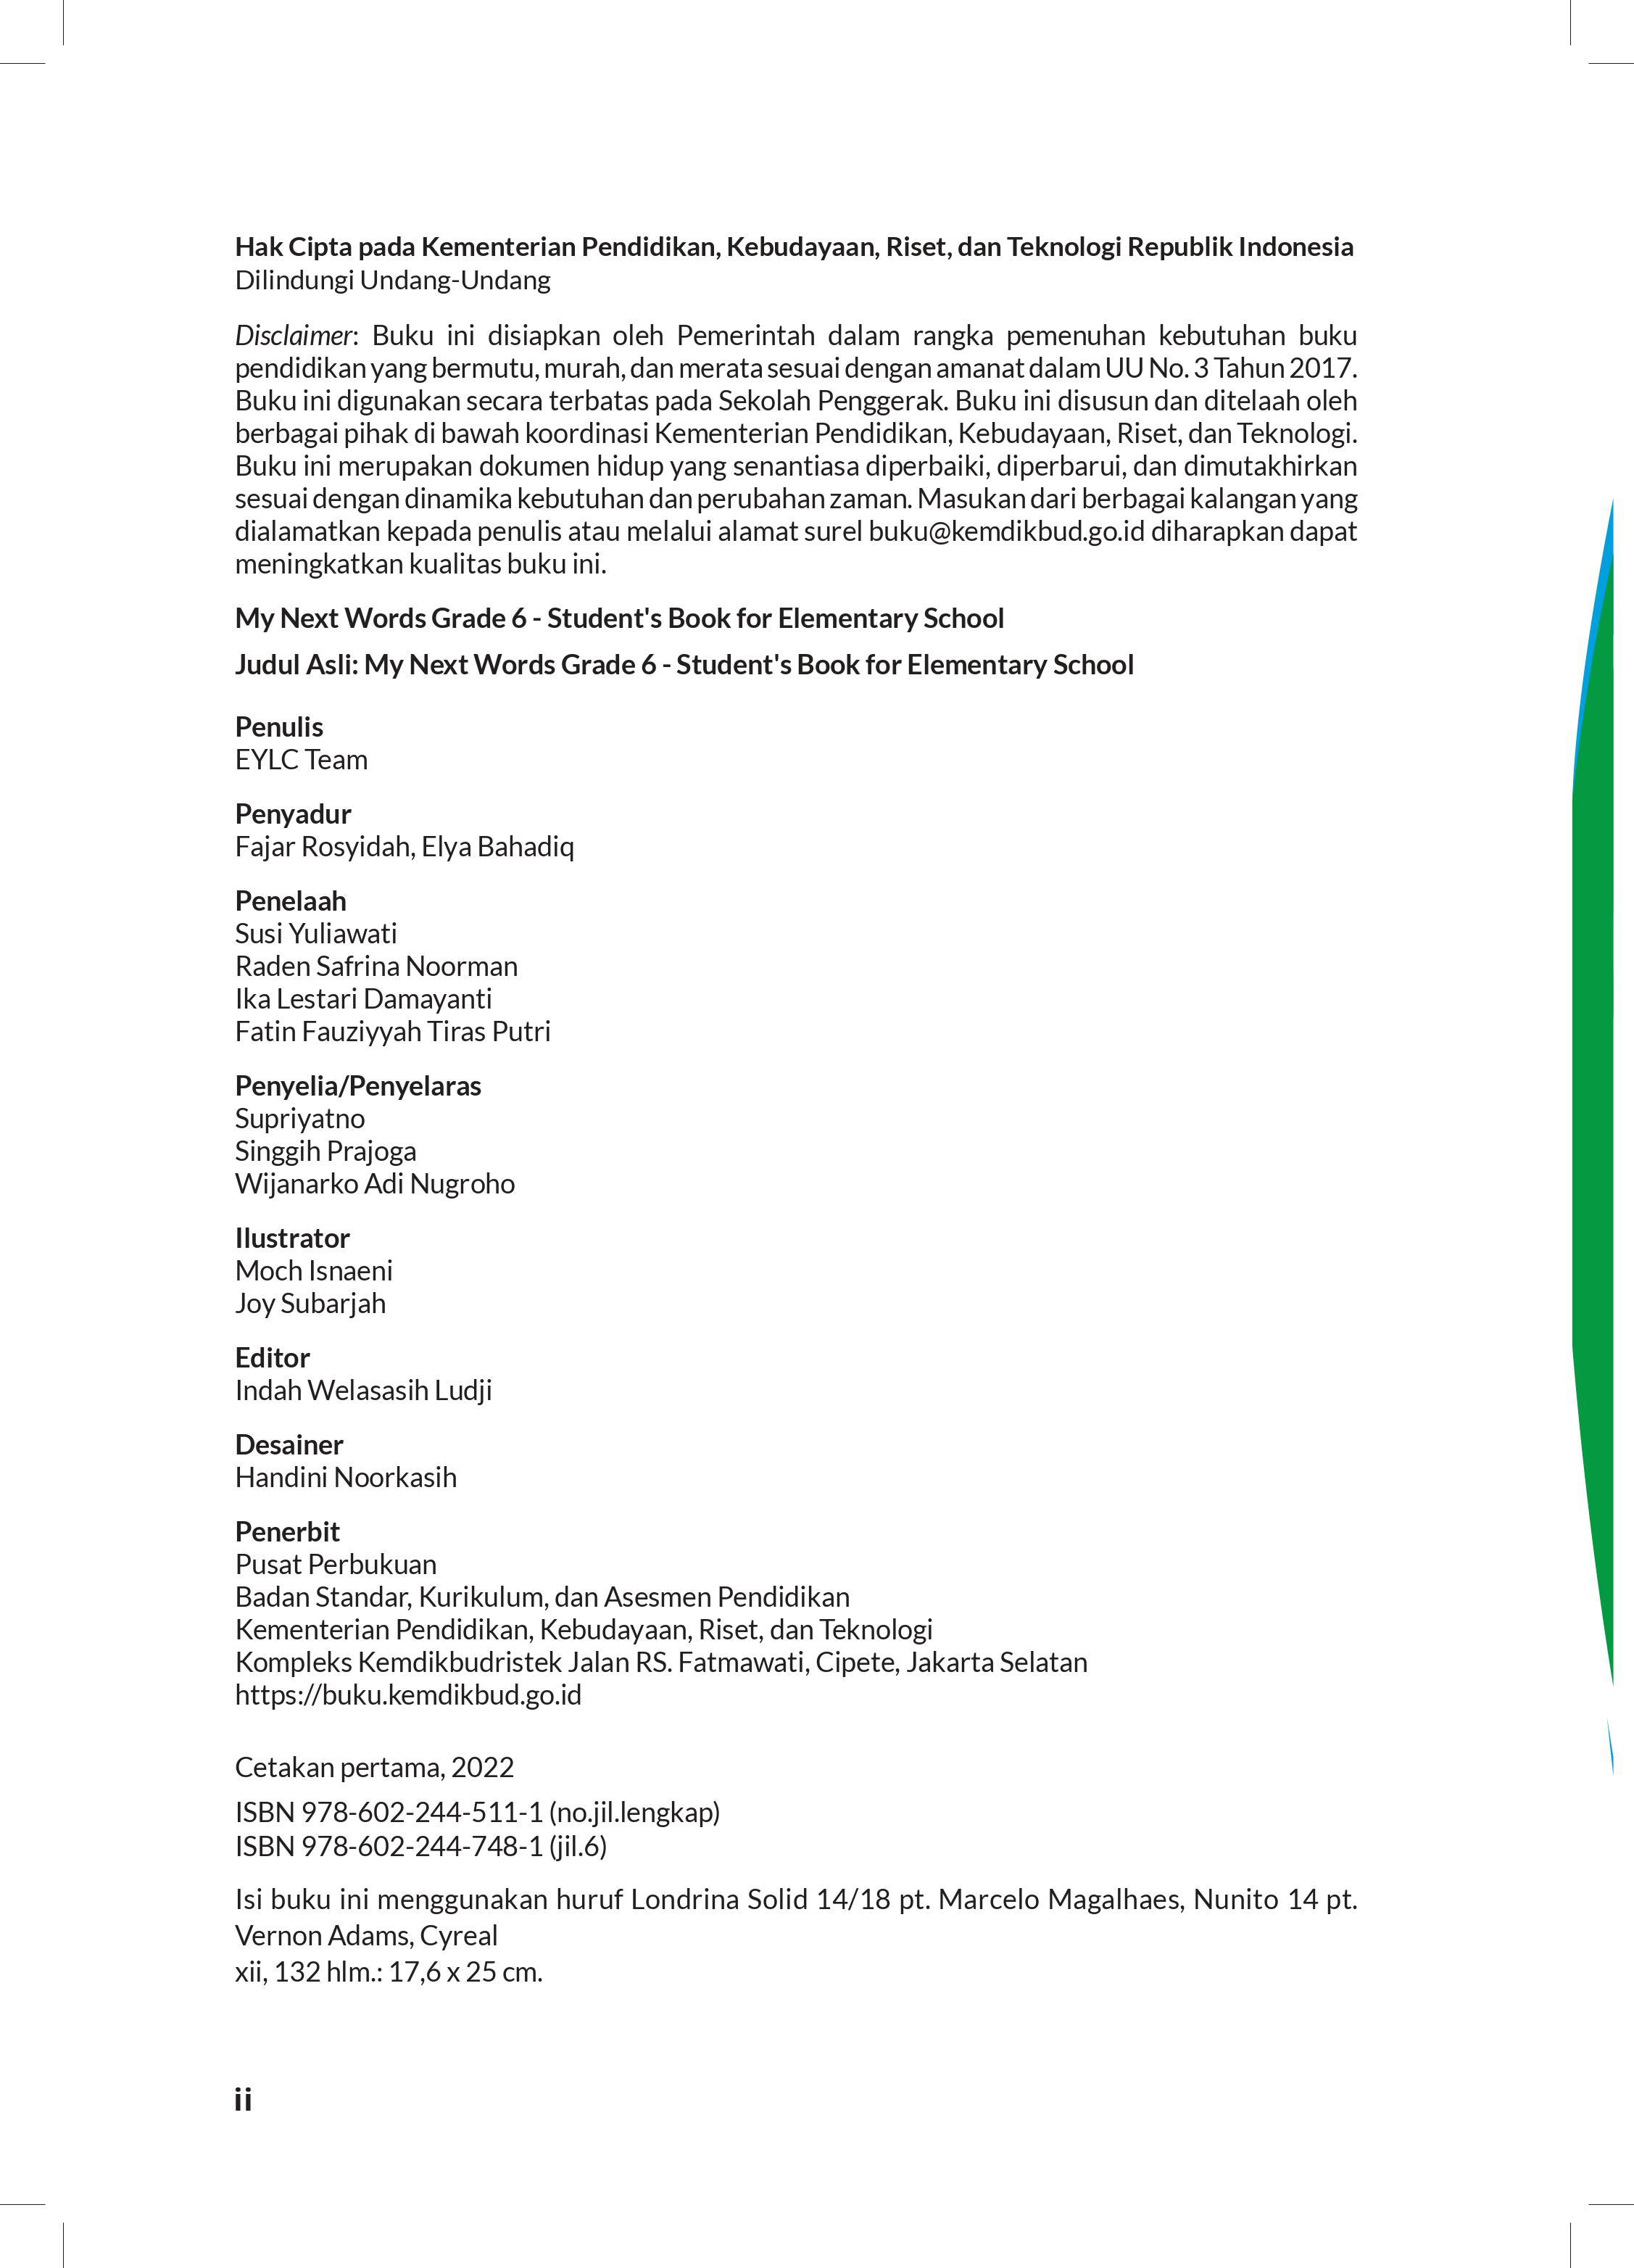 Hak Cipta pada Kementerian Pendidikan, Kebudayaan, Riset, dan Teknologi Republik Indonesia
Dilindungi Undang-Undang
Disclaimer: Buku ini disiapkan oleh Pemerintah dalam rangka pemenuhan kebutuhan buku
pendidikan yang bermutu, murah, dan merata sesuai dengan amanat dalam UU No. 3 Tahun 2017.
Buku ini digunakan secara terbatas pada Sekolah Penggerak. Buku ini disusun dan ditelaah oleh
berbagai pihak di bawah koordinasi Kementerian Pendidikan, Kebudayaan, Riset, dan Teknologi.
Buku ini merupakan dokumen hidup yang senantiasa diperbaiki, diperbarui, dan dimutakhirkan
sesuai dengan dinamika kebutuhan dan perubahan zaman. Masukan dari berbagai kalangan yang
dialamatkan kepada penulis atau melalui alamat surel buku@kemdikbud.go.id diharapkan dapat
meningkatkan kualitas buku ini.
My Next Words Grade 6 - Student's Book for Elementary School
Judul Asli: My Next Words Grade 6 - Student's Book for Elementary School
Penulis
EYLC Team
Penyadur
Fajar Rosyidah, Elya Bahadiq
Penelaah
Susi Yuliawati
Raden Safrina Noorman
Ika Lestari Damayanti
Fatin Fauziyyah Tiras Putri
Penyelia/Penyelaras
Supriyatno
Singgih Prajoga
Wijanarko Adi Nugroho
Ilustrator
Moch Isnaeni
Joy Subarjah
Editor
Indah Welasasih Ludji
Desainer
Handini Noorkasih
Penerbit
Pusat Perbukuan
Badan Standar, Kurikulum, dan Asesmen Pendidikan
Kementerian Pendidikan, Kebudayaan, Riset, dan Teknologi
Kompleks Kemdikbudristek Jalan RS. Fatmawati, Cipete, Jakarta Selatan
https://buku.kemdikbud.go.id
Cetakan pertama, 2022
ISBN 978-602-244-511-1 (no.jil.lengkap)
ISBN 978-602-244-748-1 (jil.6)
Isi buku ini menggunakan huruf Londrina Solid 14/18 pt. Marcelo Magalhaes, Nunito 14 pt.
Vernon Adams, Cyreal
xii, 132 hlm.: 17,6 x 25 cm.
ii